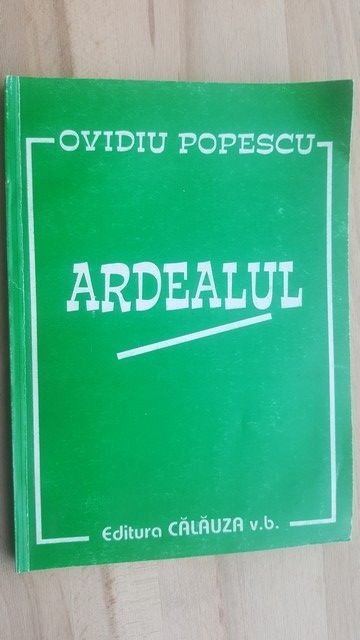 OVIDIU POPESCU
ARDEALUL
Editura CĂLĂUZA v.b.